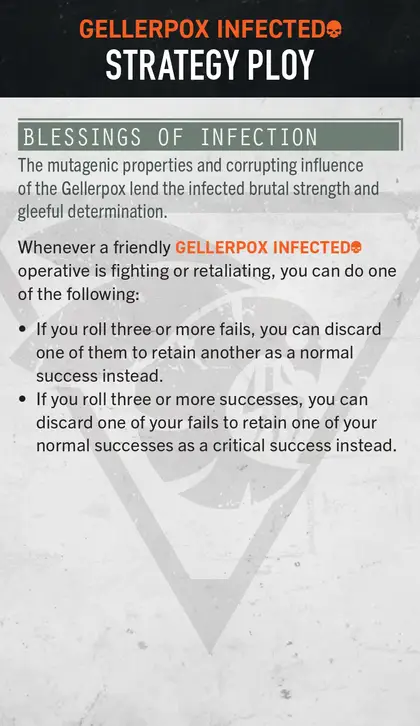 GELLERPOX INFECTED
STRATEGY PLOY
BLESSINGS OF INFECTION
The mutagenic properties and corrupting influence
of the Gellerpox lend the infected brutal strength and
gleeful determination.
Whenever a friendly GELLERPOX INFECTED
operative is fighting or retaliating, you can do one
of the following:
• If you roll three or more fails, you can discard
one of them to retain another as a normal
success instead.
• If you roll three or more successes, you can
discard one of your fails to retain one of your
normal successes as a critical success instead.